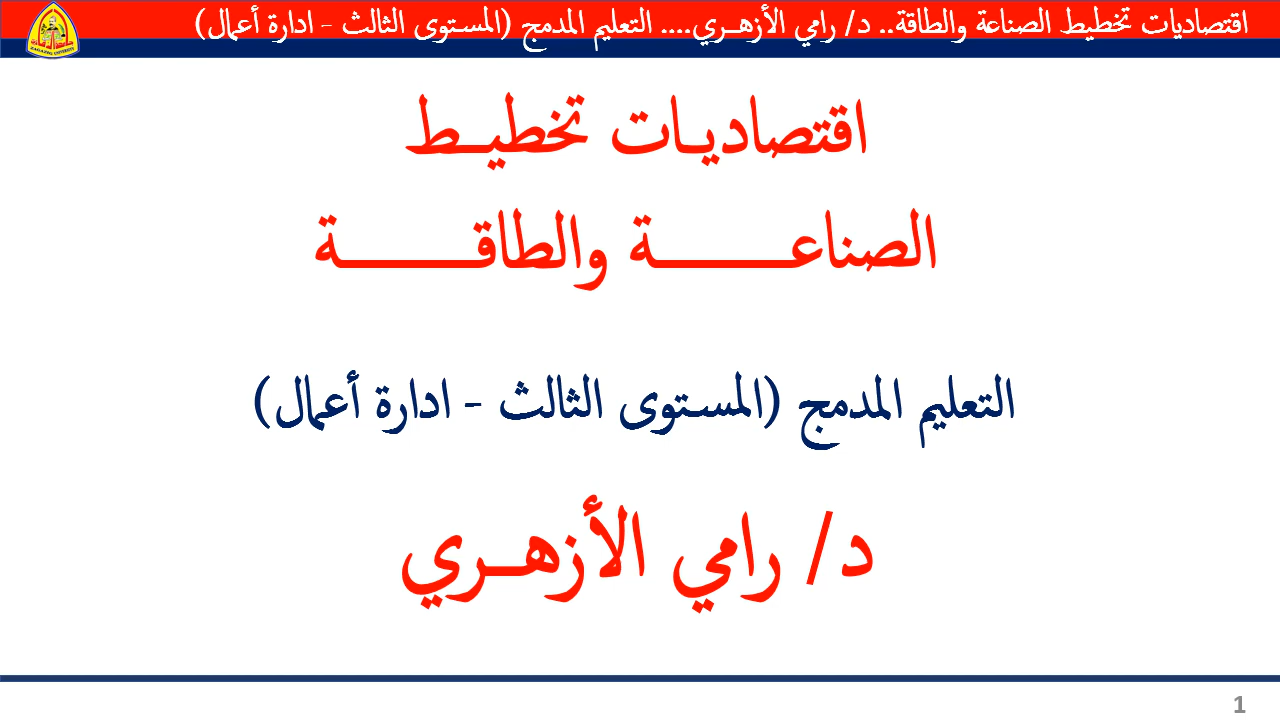 اقتصاديات تخطيط الصناعة والطاقة.. د/ رامي الأزهـري.... التعليم المدمج (المستوى الثالث - ادارة أعمال)
اقتصاديـات تخطيـط
الصناعـــــة والطاقـــــة
التعليم المدمج (المستوى الثالث - ادارة أعمال)
د/ رامي الأزهـري
1